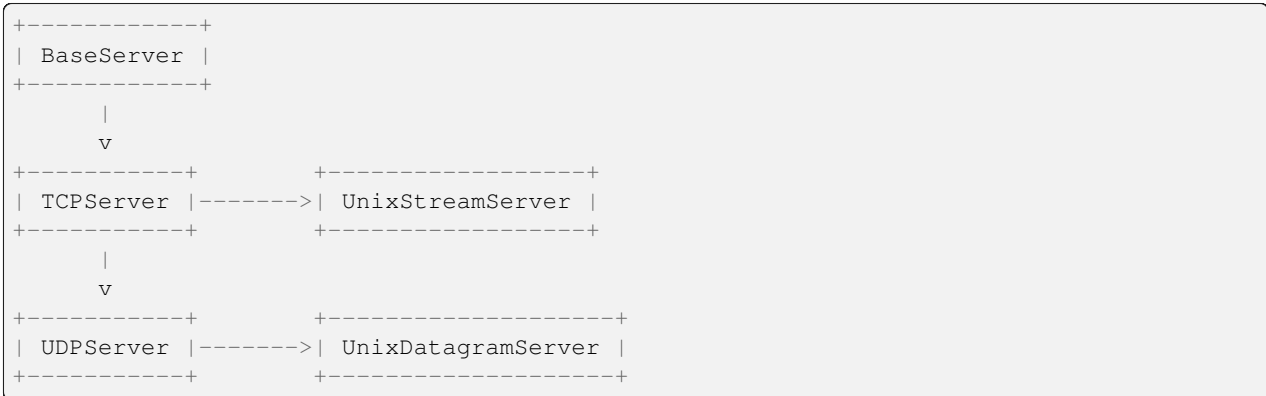 +------------+
| BaseServer |
+------------+
      |
      v
+-----------+        +------------------+
| TCPServer |------->| UnixStreamServer |
+-----------+        +------------------+
      |
      v
+-----------+        +--------------------+
| UDPServer |------->| UnixDatagramServer |
+-----------+        +--------------------+